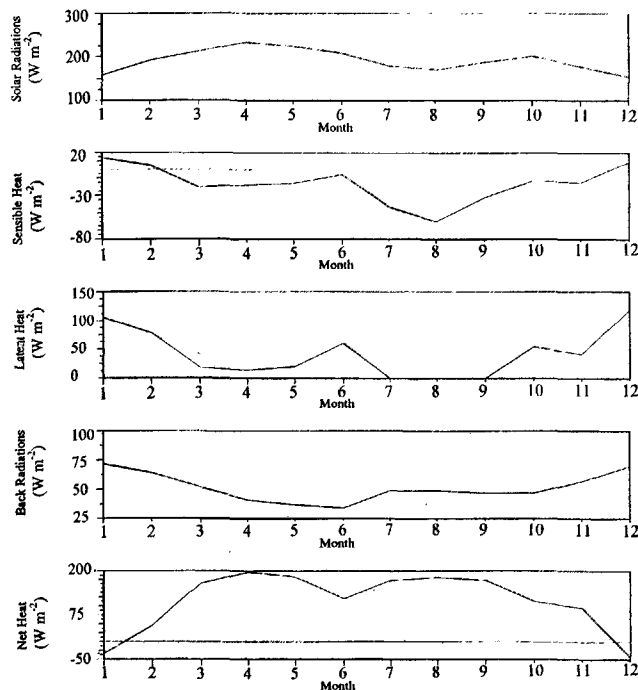 Solar Radiations
(W m-2)
300
200
100
1 2 3 4 5 6 7 8 9 10 11 12
Month
Sensible Heat
(W m-2)
20
-30
-80
1 2 3 4 5 6 7 8 9 10 11 12
Month
Latent Heat
(W m-2)
150
100
50
0
1 2 3 4 5 6 7 8 9 10 11 12
Month
Back Radiations
(W m-2)
100
75
50
25
1 2 3 4 5 6 7 8 9 10 11 12
Month
Net Heat
(W m-2)
200
75
-50
1 2 3 4 5 6 7 8 9 10 11 12
Month